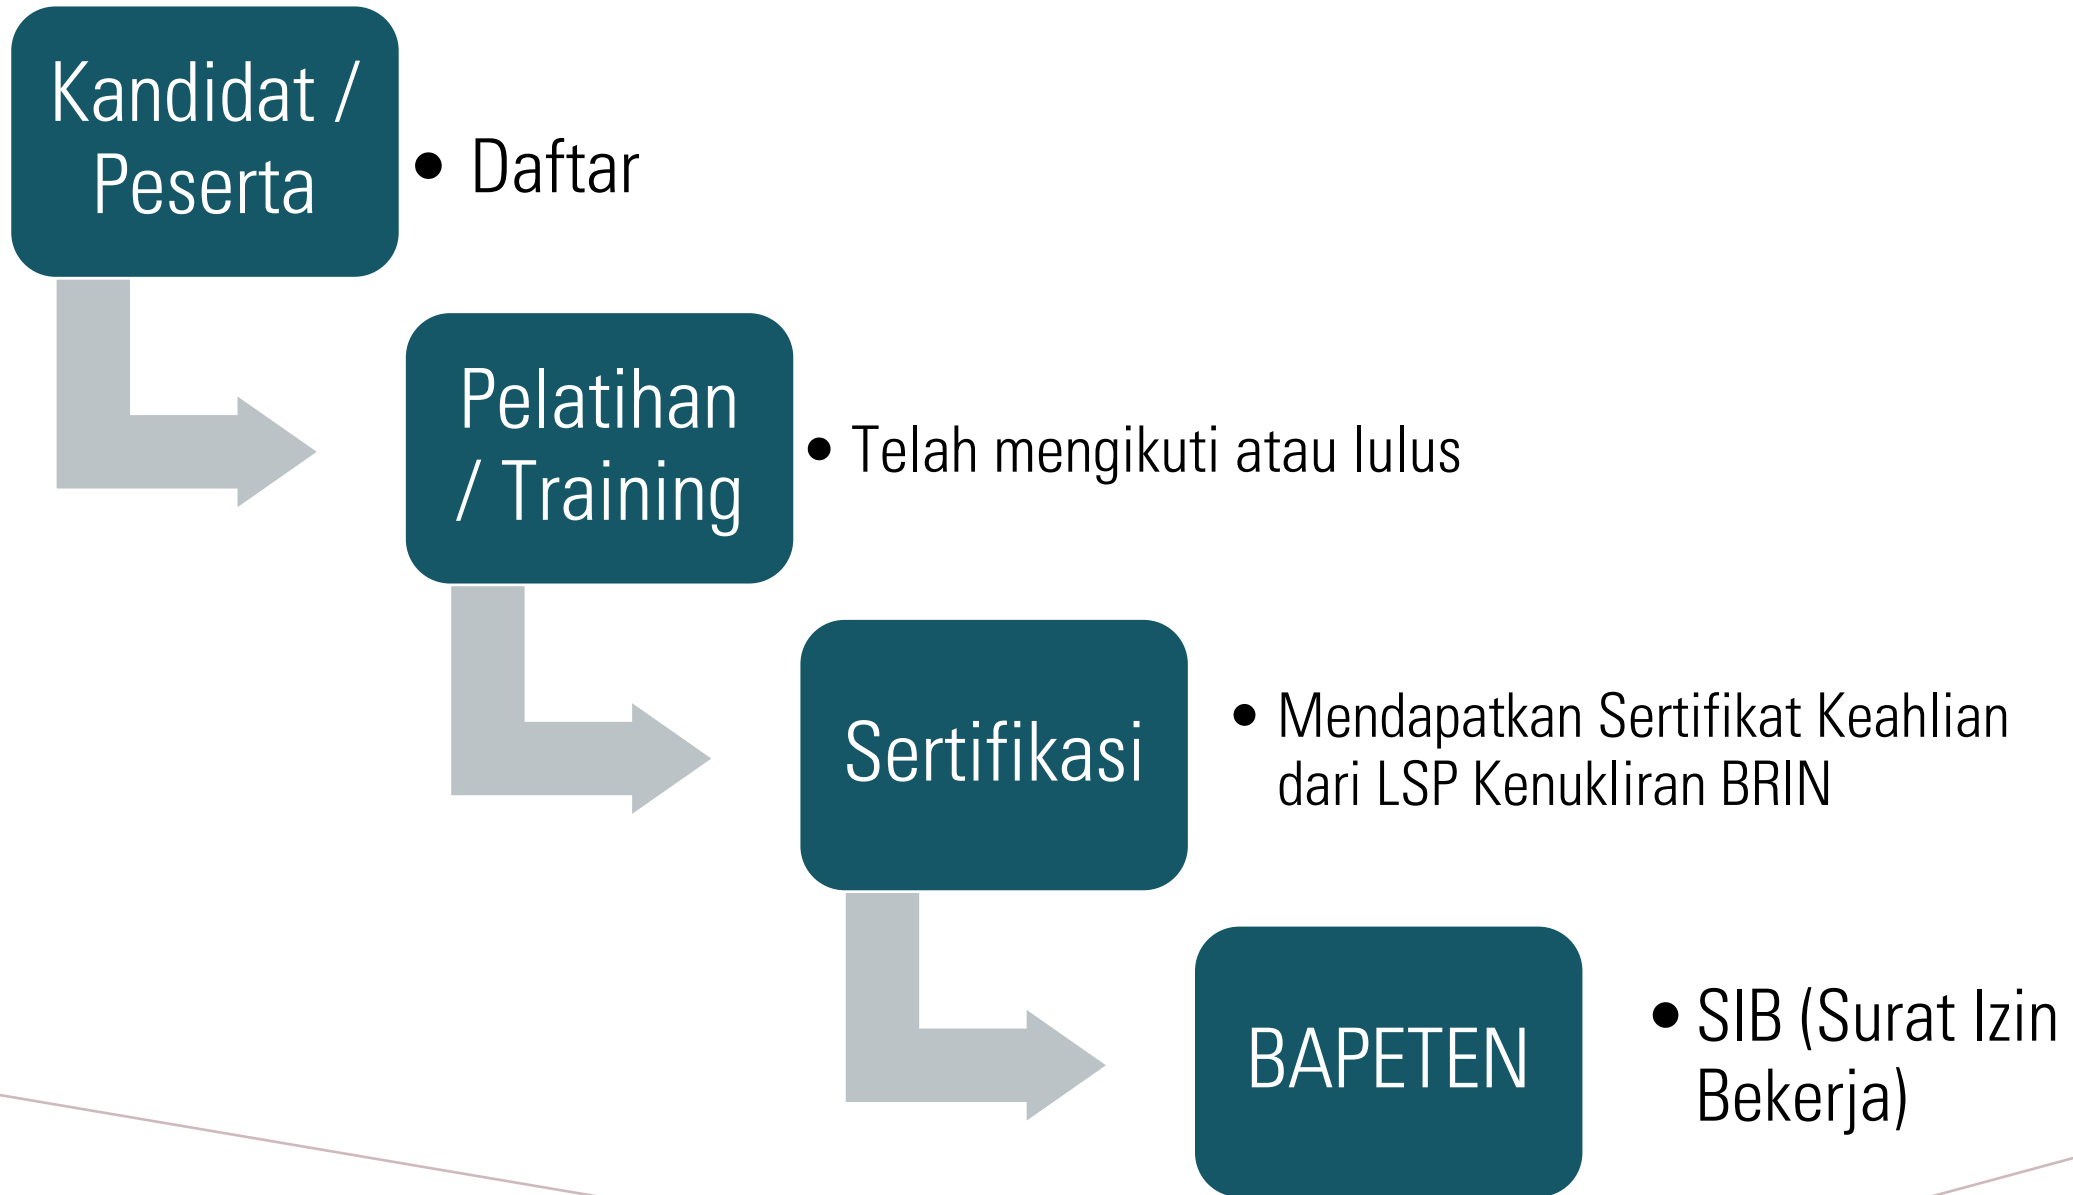 Kandidat /
Peserta
• Daftar
Pelatihan
/ Training
• Telah mengikuti atau lulus
Sertifikasi
• Mendapatkan Sertifikat Keahlian
dari LSP Kenukliran BRIN
BAPETEN
• SIB (Surat Izin
Bekerja)